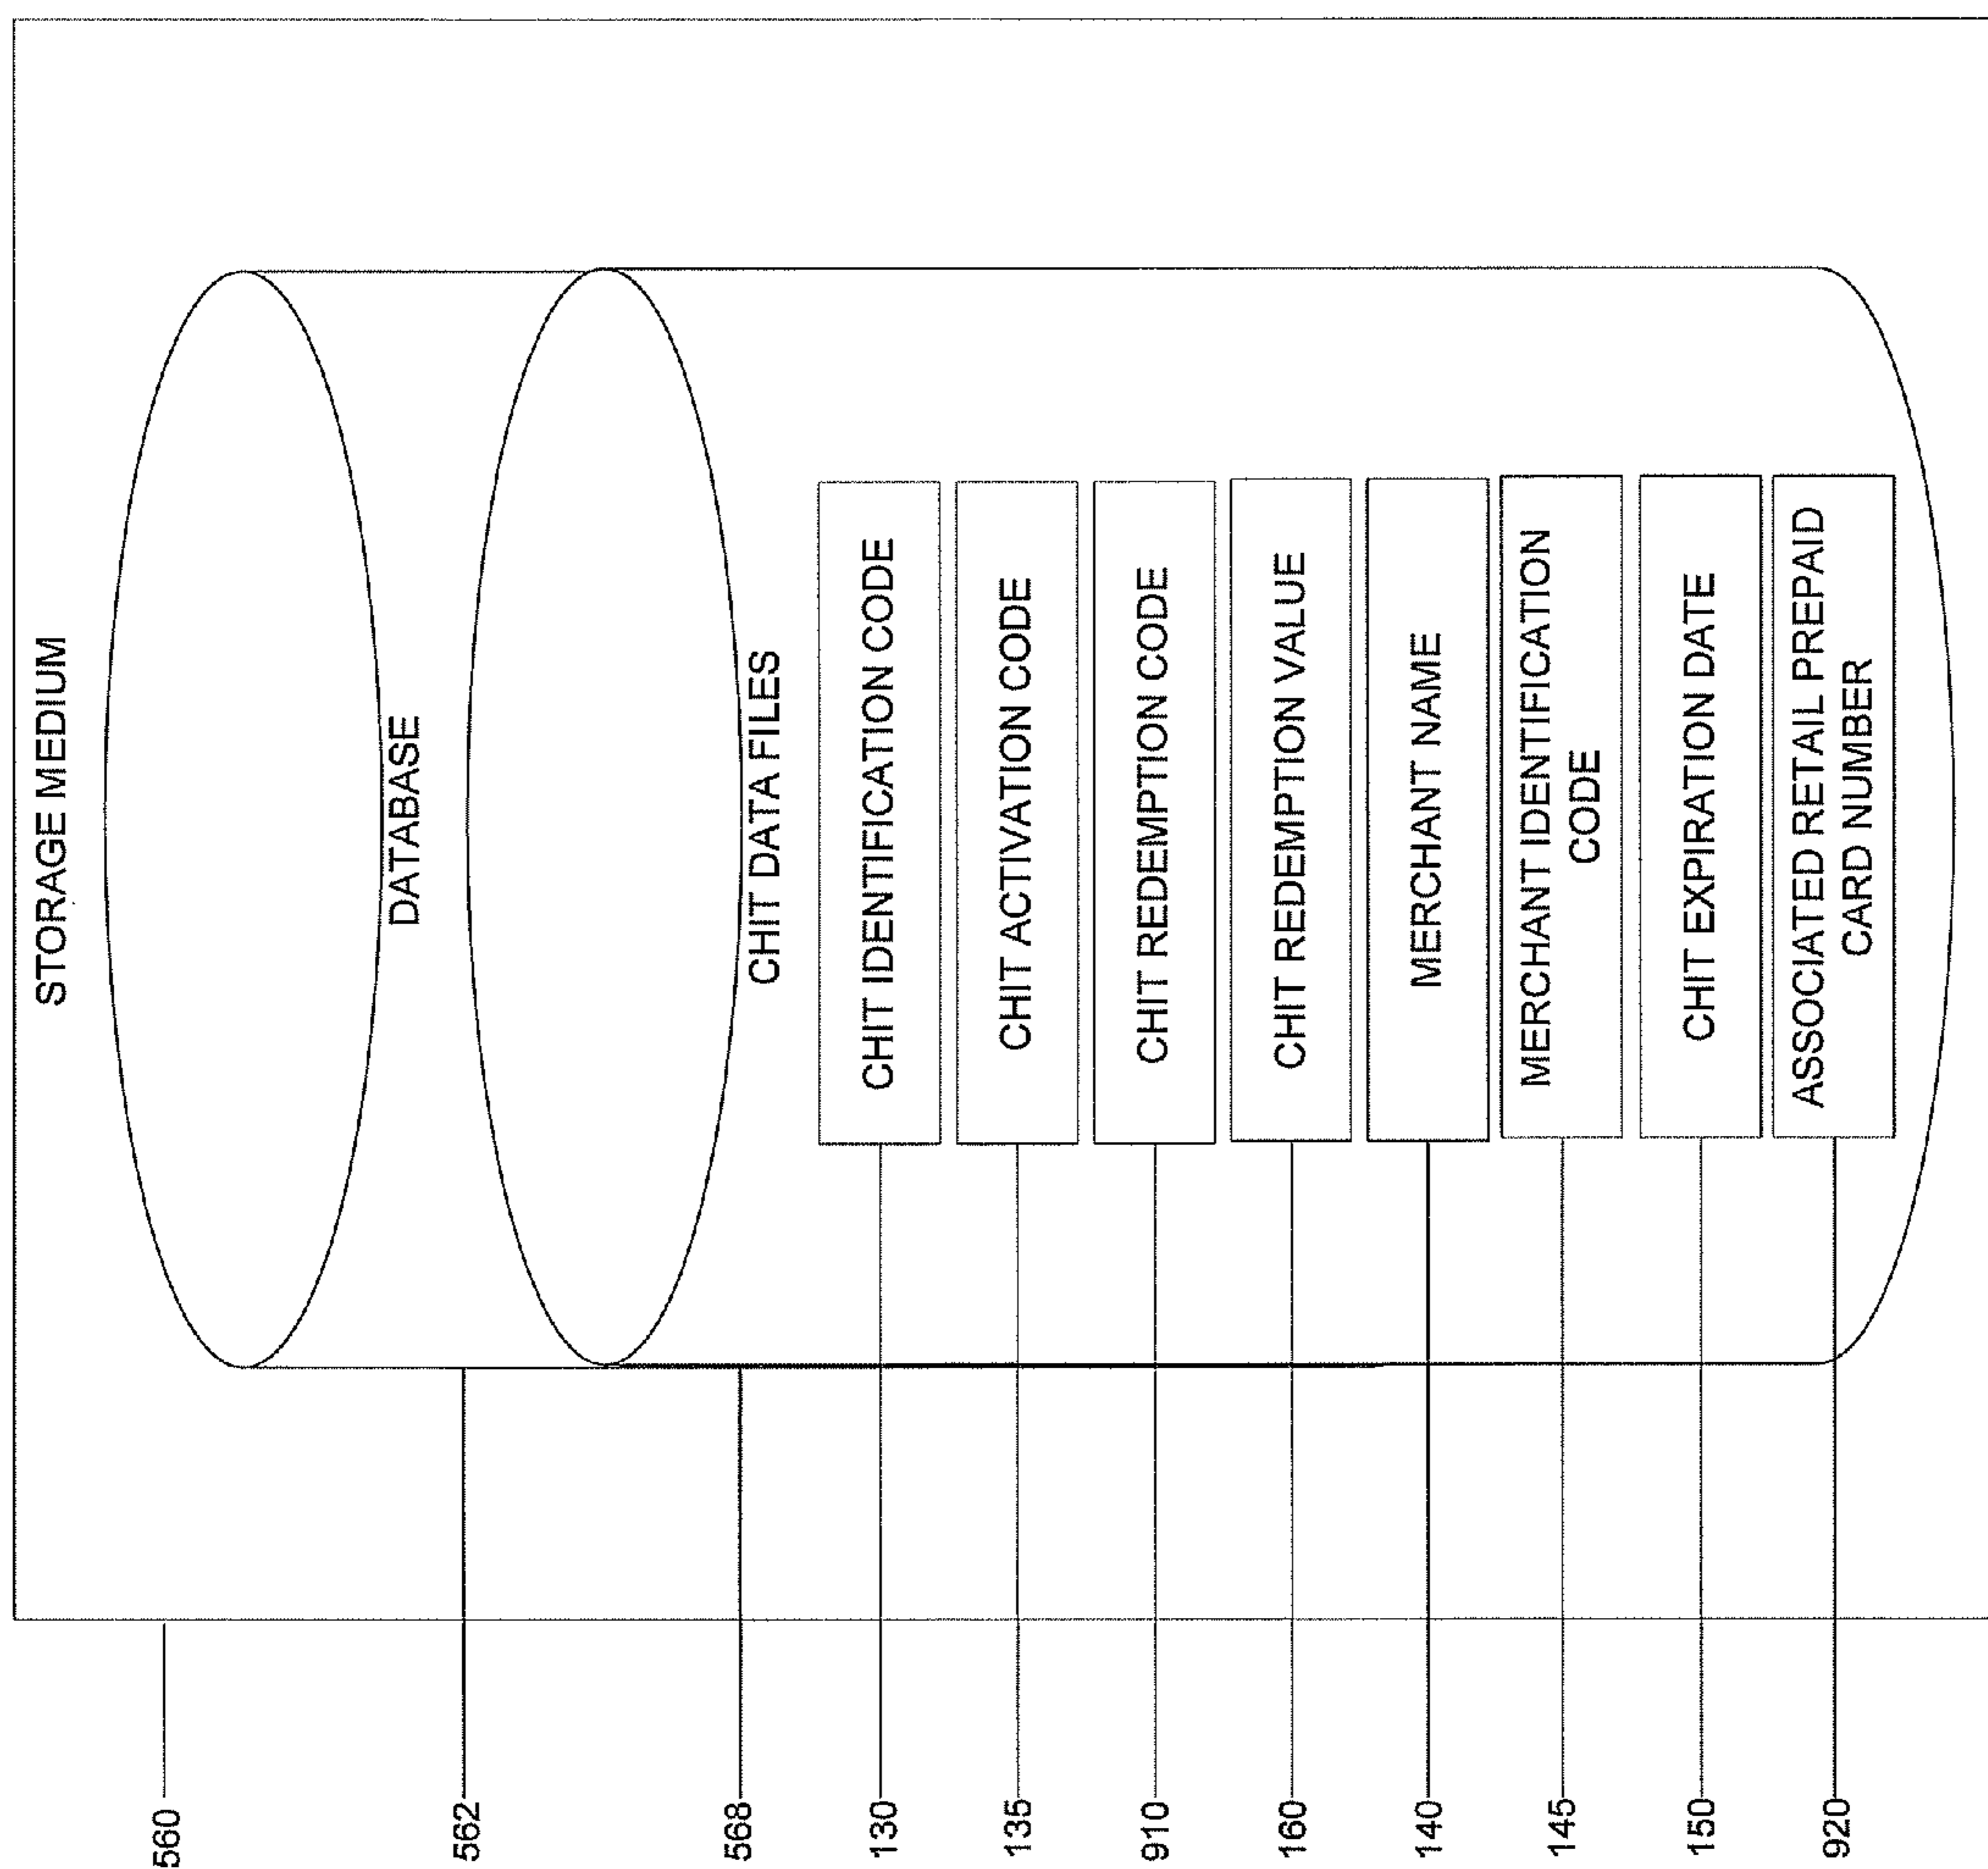 STORAGE MEDIUM
560
DATABASE
562
CHIT DATA FILES
568
CHIT IDENTIFICATION CODE
130
CHIT ACTIVATION CODE
135
CHIT REDEMPTION CODE
910
CHIT REDEMPTION VALUE
160
MERCHANT NAME
140
MERCHANT IDENTIFICATION
CODE
145
CHIT EXPIRATION DATE
150
ASSOCIATED RETAIL PREPAID
CARD NUMBER
920